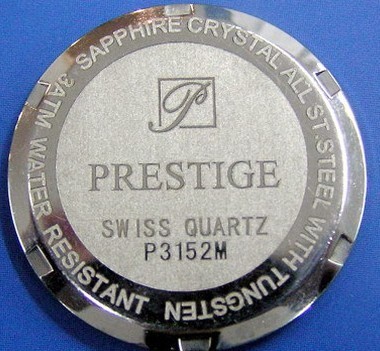 3ATM SAPPHIRE CRYSTAL ALL ST.STEEL WITH TUNGSTEN WATER RESISTANT
P
PRESTIGE
SWISS QUARTZ
P3152M